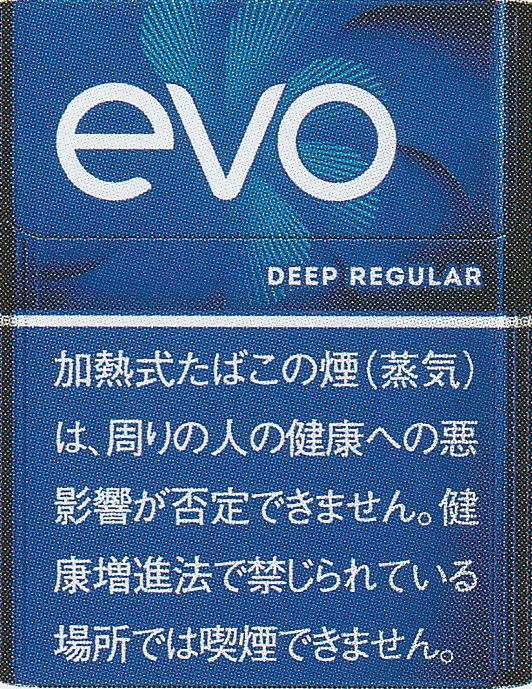 evo
DEEP REGULAR
加熱式たばこの煙（蒸気）
は、周りの人の健康への悪
影響が否定できません。健
康増進法で禁じられている
場所では喫煙できません。